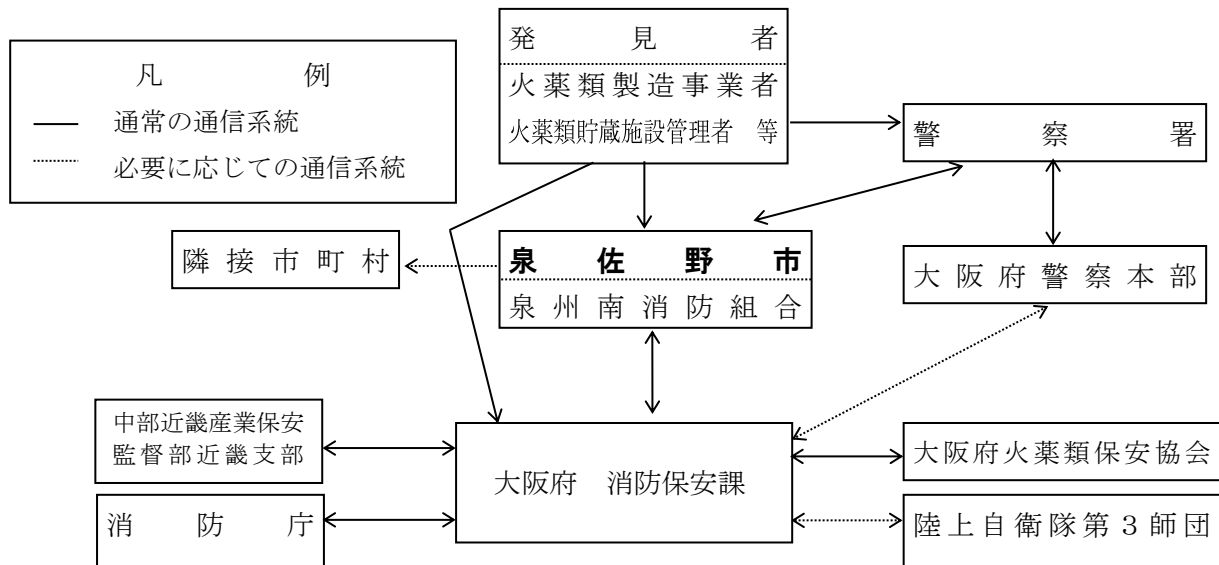 発見者
火薬類製造事業者
火薬類貯蔵施設管理者 等
凡例
通常の通信系統
必要に応じての通信系統
警察署
隣接市町村
泉佐野市
泉州南消防組合
大阪府警察本部
中部近畿産業保安
監督部近畿支部
大阪府 消防保安課
大阪府火薬類保安協会
消防庁
陸上自衛隊第3師団